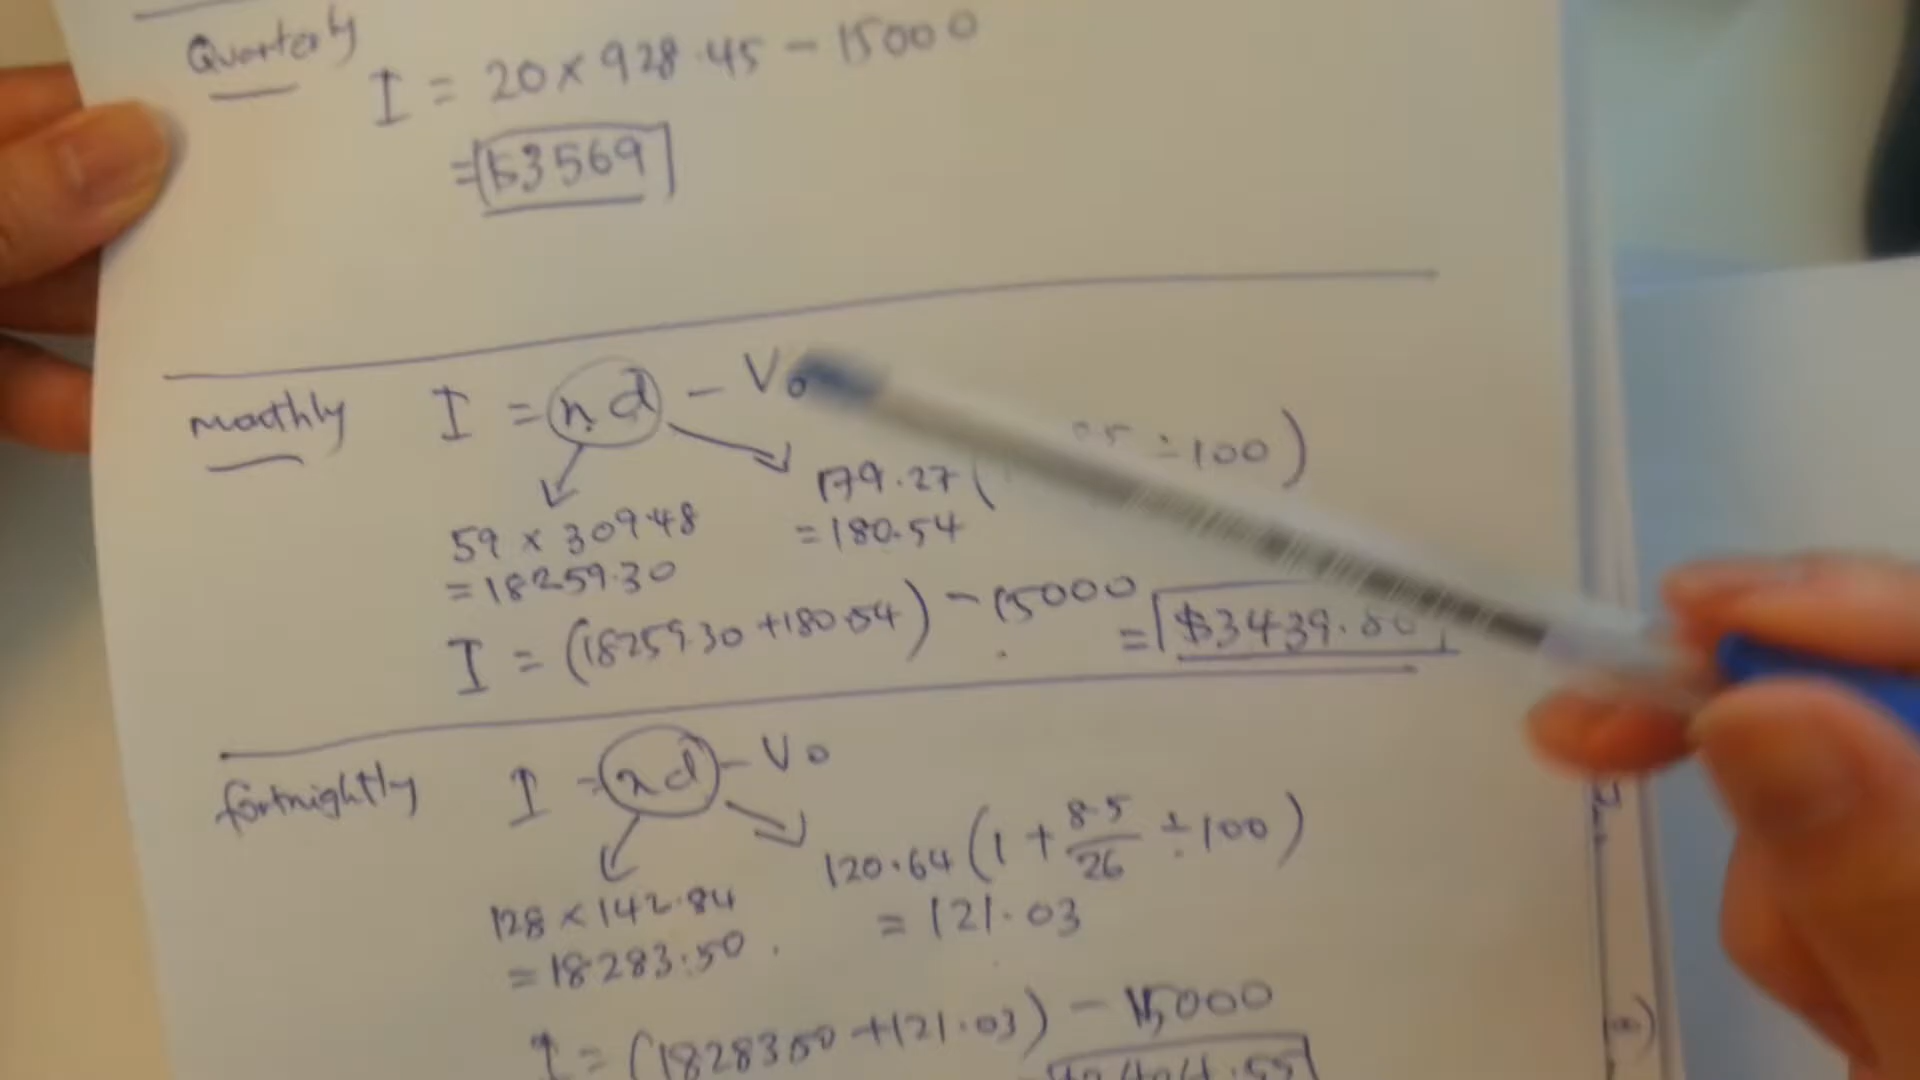 Quarterly
I = 20 × 928.45 − 15000
= $3569
monthly I = nd − V0
179.27 ( ÷ 100)
= 180.54
59 × 309.48
= 18259.30
I = (18259.30 + 180.54) − 15000 = $3439.80
fortnightly I = nd − V0
120.64 (1 + 8.5/26 ÷ 100)
= 121.03
128 × 142.84
= 18283.50
I = (18283.50 + 121.03) − 15000